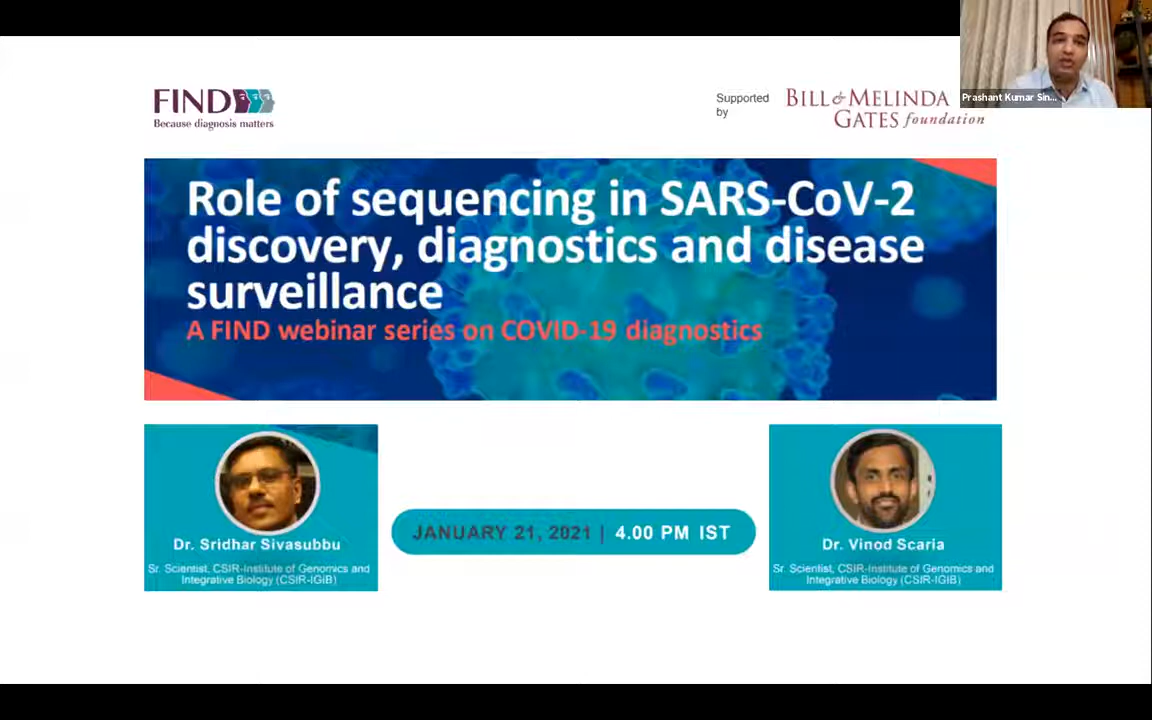 FIND
Because diagnosis matters
Supported
by
BILL & MELINDA
GATES foundation
Prashant Kumar Sin...
Role of sequencing in SARS-CoV-2
discovery, diagnostics and disease
surveillance
A FIND webinar series on COVID-19 diagnostics
Dr. Sridhar Sivasubbu
Sr. Scientist, CSIR-Institute of Genomics and
Integrative Biology (CSIR-IGIB)
JANUARY 21, 2021 | 4.00 PM IST
Dr. Vinod Scaria
Sr. Scientist, CSIR-Institute of Genomics and
Integrative Biology (CSIR-IGIB)